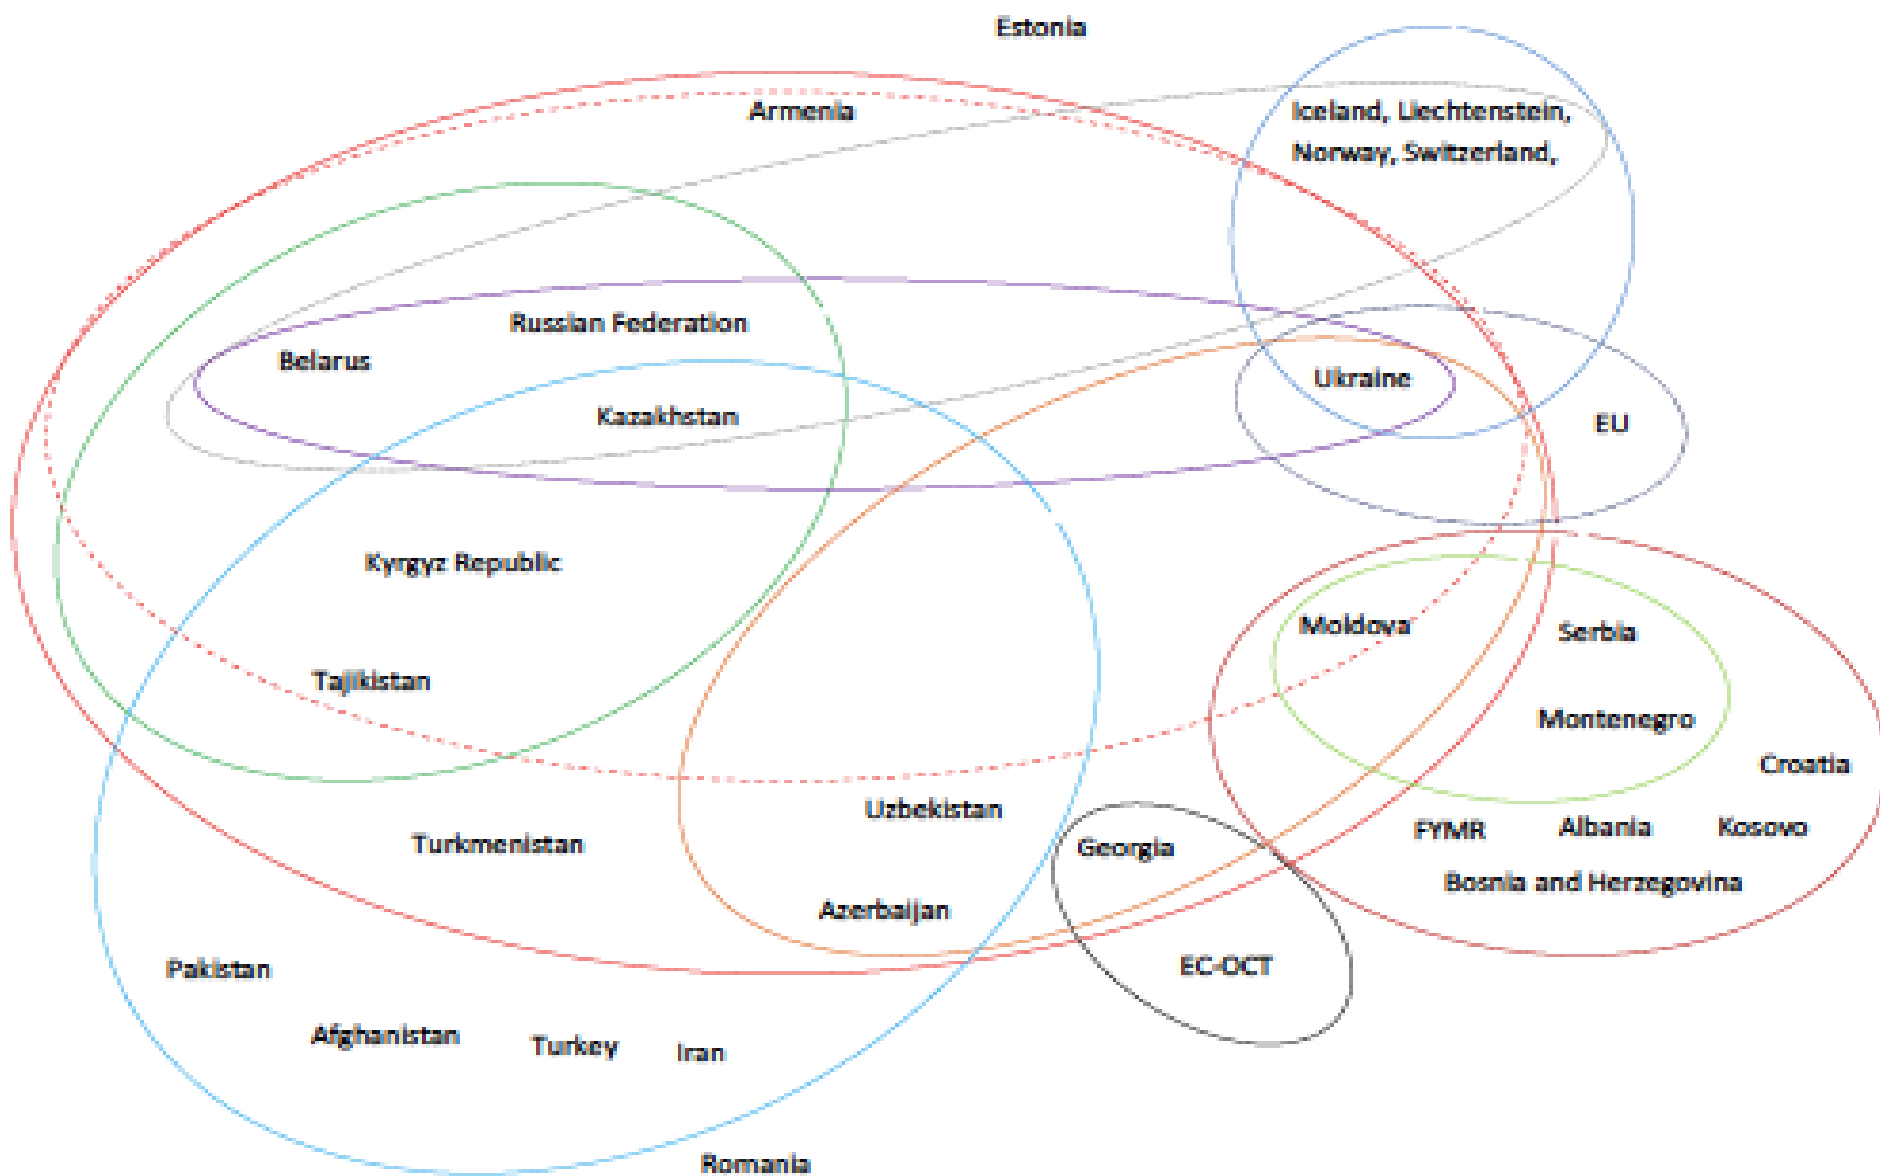 Estonia
Armenia
Iceland, Liechtenstein,
Norway, Switzerland,
Russian Federation
Belarus
Ukraine
Kazakhstan
EU
Kyrgyz Republic
Moldova
Serbia
Tajikistan
Montenegro
Croatia
Uzbekistan
Turkmenistan
Georgia
FYMR
Albania
Kosovo
Bosnia and Herzegovina
Azerbaijan
Pakistan
EC-OCT
Afghanistan
Turkey
Iran
Romania